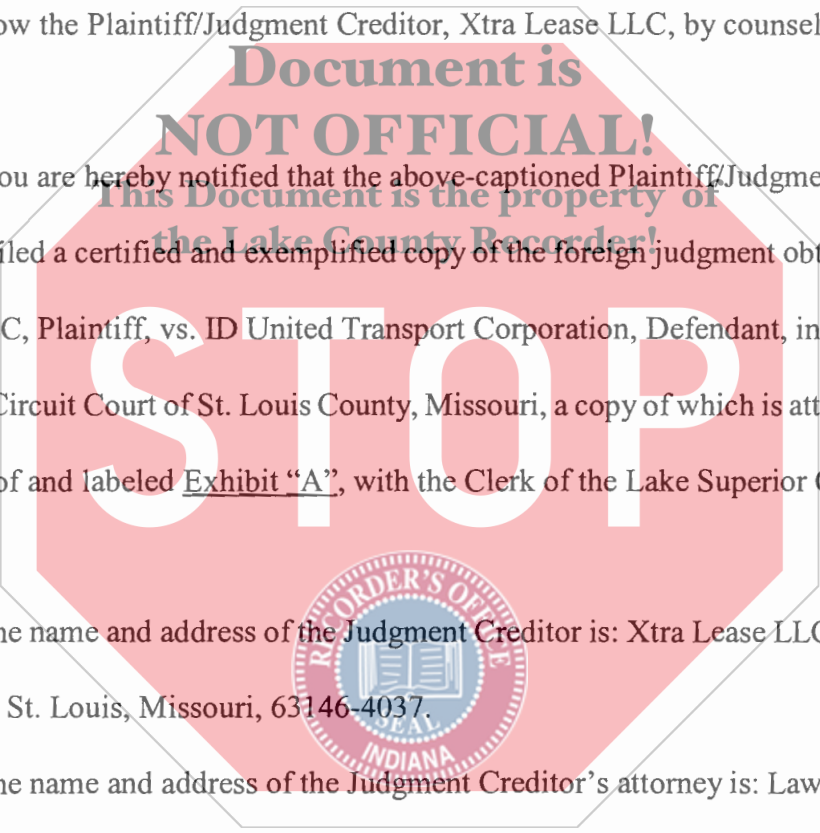 ow the Plaintiff/Judgment Creditor, Xtra Lease LLC, by counsel
Document is
NOT OFFICIAL!
ou are hereby notified that the above-captioned Plaintiff/Judgme
This Document is the property of
the Lake County Recorder!
iled a certified and exemplified copy of the foreign judgment obt
C, Plaintiff, vs. ID United Transport Corporation, Defendant, in
STOP
Circuit Court of St. Louis County, Missouri, a copy of which is att
of and labeled Exhibit “A”, with the Clerk of the Lake Superior C
RECORDER'S OFFICE
he name and address of the Judgment Creditor is: Xtra Lease LLC
St. Louis, Missouri, 63146-4037.
SEAL
INDIANA
he name and address of the Judgment Creditor’s attorney is: Law